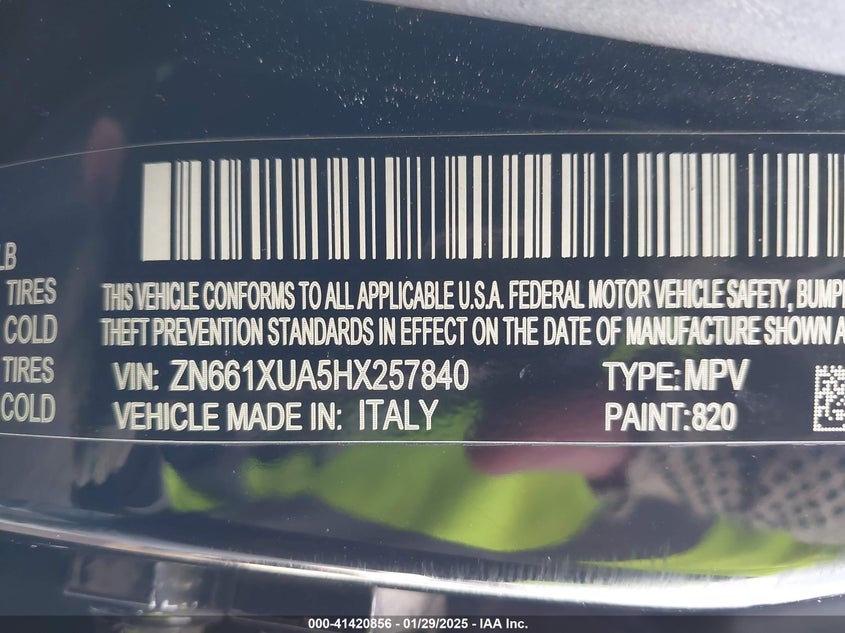 LB
TIRES
COLD
TIRES
COLD
THIS VEHICLE CONFORMS TO ALL APPLICABLE U.S.A. FEDERAL MOTOR VEHICLE SAFETY, BUMP
THEFT PREVENTION STANDARDS IN EFFECT ON THE DATE OF MANUFACTURE SHOWN A
VIN: ZN661XUA5HX257840 TYPE: MPV
VEHICLE MADE IN: ITALY PAINT: 820
000-41420856 - 01/29/2025 - IAA Inc.